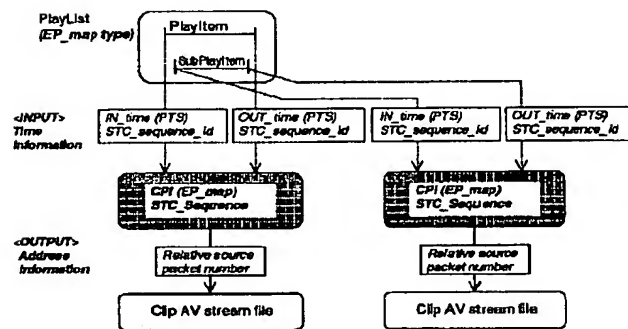 PlayList
(EP_map type)
PlayItem
SubPlayItem
<INPUT>
Time
Information
IN_time (PTS)
STC_sequence_id
OUT_time (PTS)
STC_sequence_id
IN_time (PTS)
STC_sequence_id
OUT_time (PTS)
STC_sequence_id
CPI (EP_map)
STC_Sequence
CPI (EP_map)
STC_Sequence
<OUTPUT>
Address
Information
Relative source
packet number
Relative source
packet number
Clip AV stream file
Clip AV stream file